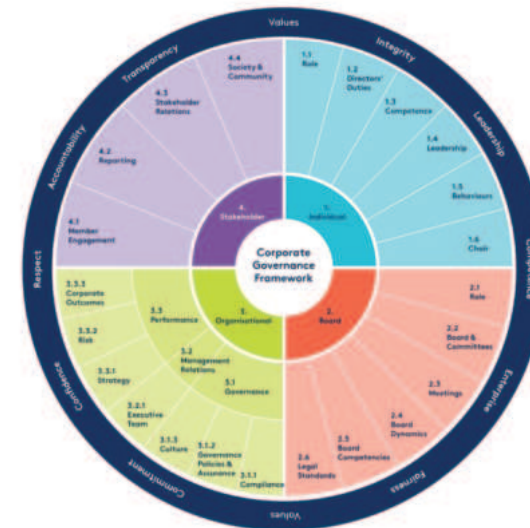 Values
Integrity
Leadership
Enterprise
Fairness
Values
Commitment
Confidence
Respect
Accountability
Transparency
Corporate
Governance
Framework
1.
Individual
1.1
Role
1.2
Directors'
Duties
1.3
Competence
1.4
Leadership
1.5
Behaviours
1.6
Chair
2.
Board
2.1
Role
2.2
Board &
Committees
2.3
Meetings
2.4
Board
Dynamics
2.5
Board
Competencies
2.6
Legal
Standards
3.
Organisational
3.1
Governance
3.1.1
Compliance
3.1.2
Governance
Policies &
Assurance
3.1.3
Culture
3.2
Management
Relations
3.2.1
Executive
Team
3.3
Performance
3.3.1
Strategy
3.3.2
Risk
3.3.3
Corporate
Outcomes
4.
Stakeholder
4.1
Member
Engagement
4.2
Reporting
4.3
Stakeholder
Relations
4.4
Society &
Community